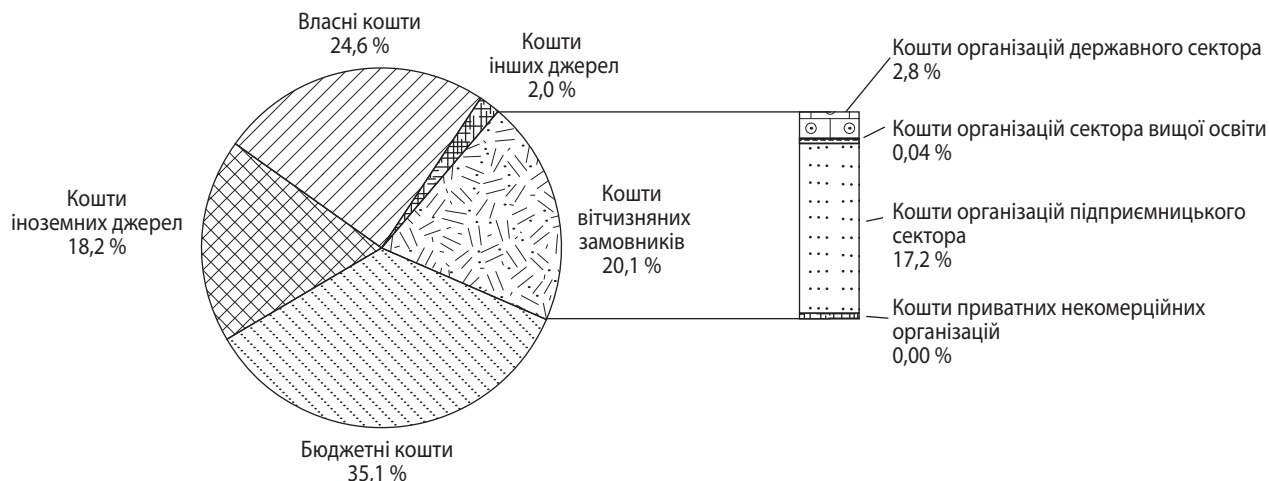 Власні кошти
24,6 %
Кошти
інших джерел
2,0 %
Кошти
іноземних джерел
18,2 %
Кошти
вітчизняних
замовників
20,1 %
Бюджетні кошти
35,1 %
Кошти організацій державного сектора
2,8 %
Кошти організацій сектора вищої освіти
0,04 %
Кошти організацій підприємницького
сектора
17,2 %
Кошти приватних некомерційних
організацій
0,00 %